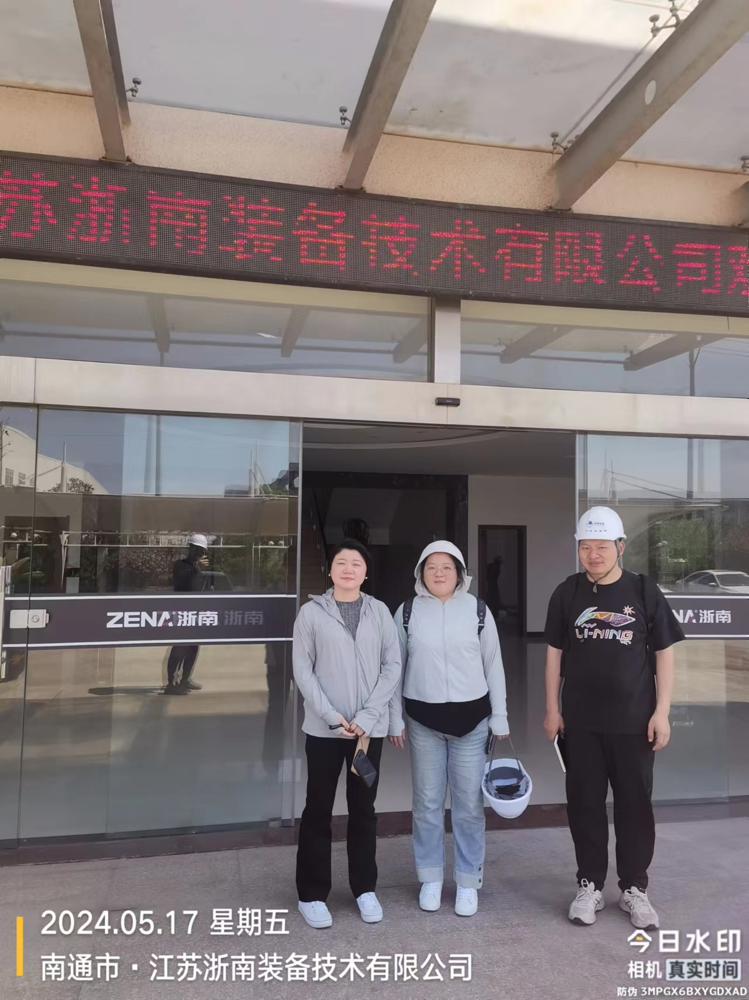 苏浙南装备技术有限公司欢
ZENA浙南 浙南
NA浙南
LI-NING
2024.05.17 星期五
南通市·江苏浙南装备技术有限公司
今日水印
相机 真实时间
防伪 3MPGX6BXYGDXAD